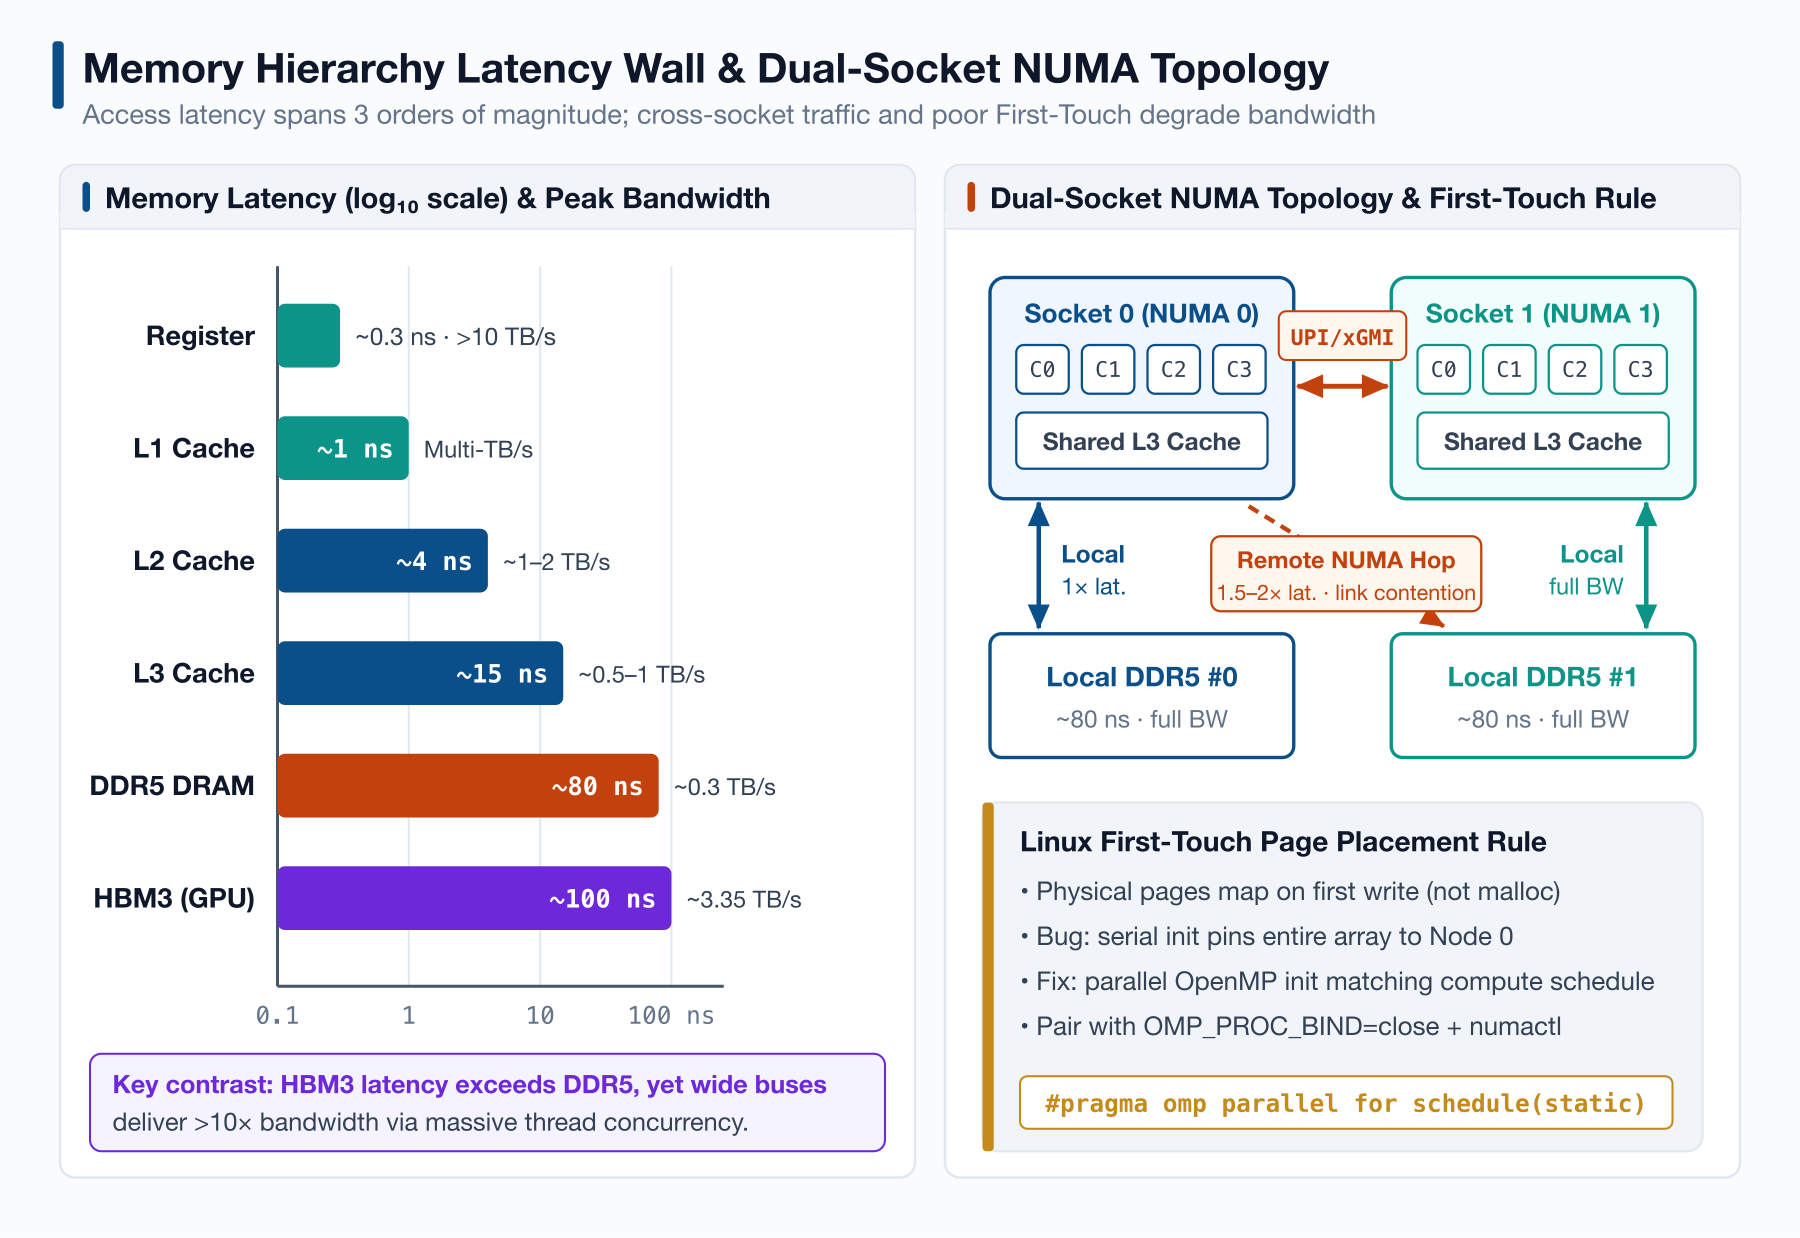 Memory Hierarchy Latency Wall & Dual-Socket NUMA Topology
Access latency spans 3 orders of magnitude; cross-socket traffic and poor First-Touch degrade bandwidth
Memory Latency (log₁₀ scale) & Peak Bandwidth
Register
~0.3 ns · >10 TB/s
L1 Cache
~1 ns
Multi-TB/s
L2 Cache
~4 ns
~1–2 TB/s
L3 Cache
~15 ns
~0.5–1 TB/s
DDR5 DRAM
~80 ns
~0.3 TB/s
HBM3 (GPU)
~100 ns
~3.35 TB/s
0.1 1 10 100 ns
Key contrast: HBM3 latency exceeds DDR5, yet wide buses
deliver >10× bandwidth via massive thread concurrency.
Dual-Socket NUMA Topology & First-Touch Rule
Socket 0 (NUMA 0)
C0 C1 C2 C3
Shared L3 Cache
UPI/xGMI
Socket 1 (NUMA 1)
C0 C1 C2 C3
Shared L3 Cache
Local
1× lat.
Remote NUMA Hop
1.5–2× lat. · link contention
Local
full BW
Local DDR5 #0
~80 ns · full BW
Local DDR5 #1
~80 ns · full BW
Linux First-Touch Page Placement Rule
• Physical pages map on first write (not malloc)
• Bug: serial init pins entire array to Node 0
• Fix: parallel OpenMP init matching compute schedule
• Pair with OMP_PROC_BIND=close + numactl
#pragma omp parallel for schedule(static)